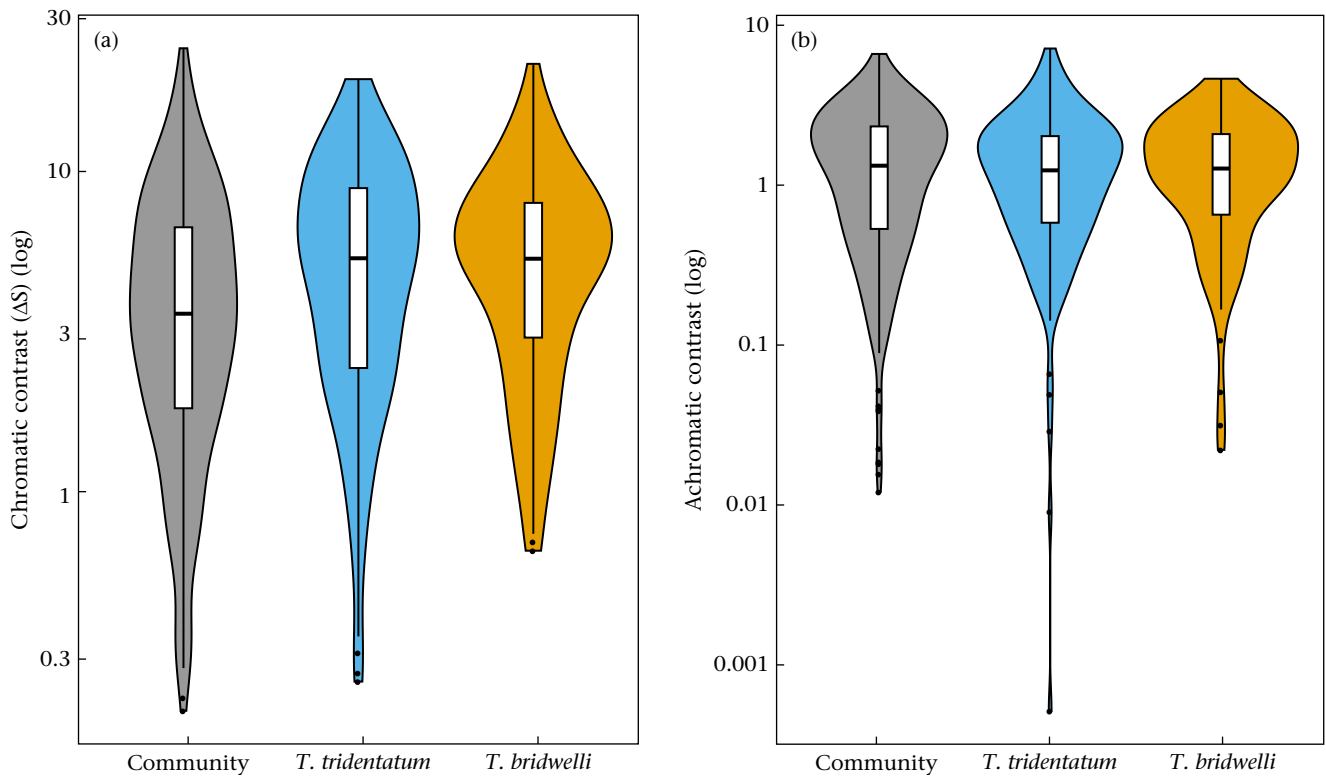 (a)
Chromatic contrast (ΔS) (log)
30
10
3
1
0.3
Community
T. tridentatum
T. bridwelli
(b)
Achromatic contrast (log)
10
1
0.1
0.01
0.001
Community
T. tridentatum
T. bridwelli